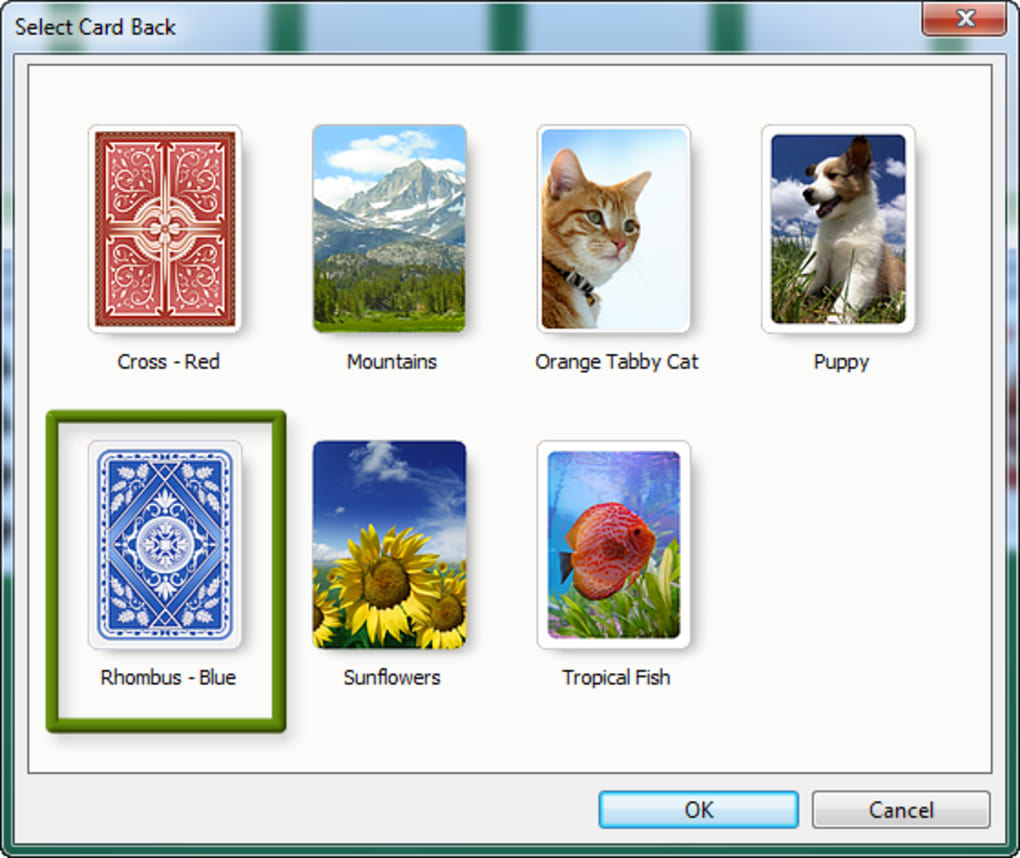 Select Card Back
Cross - Red
Mountains
Orange Tabby Cat
Puppy
Rhombus - Blue
Sunflowers
Tropical Fish
OK
Cancel